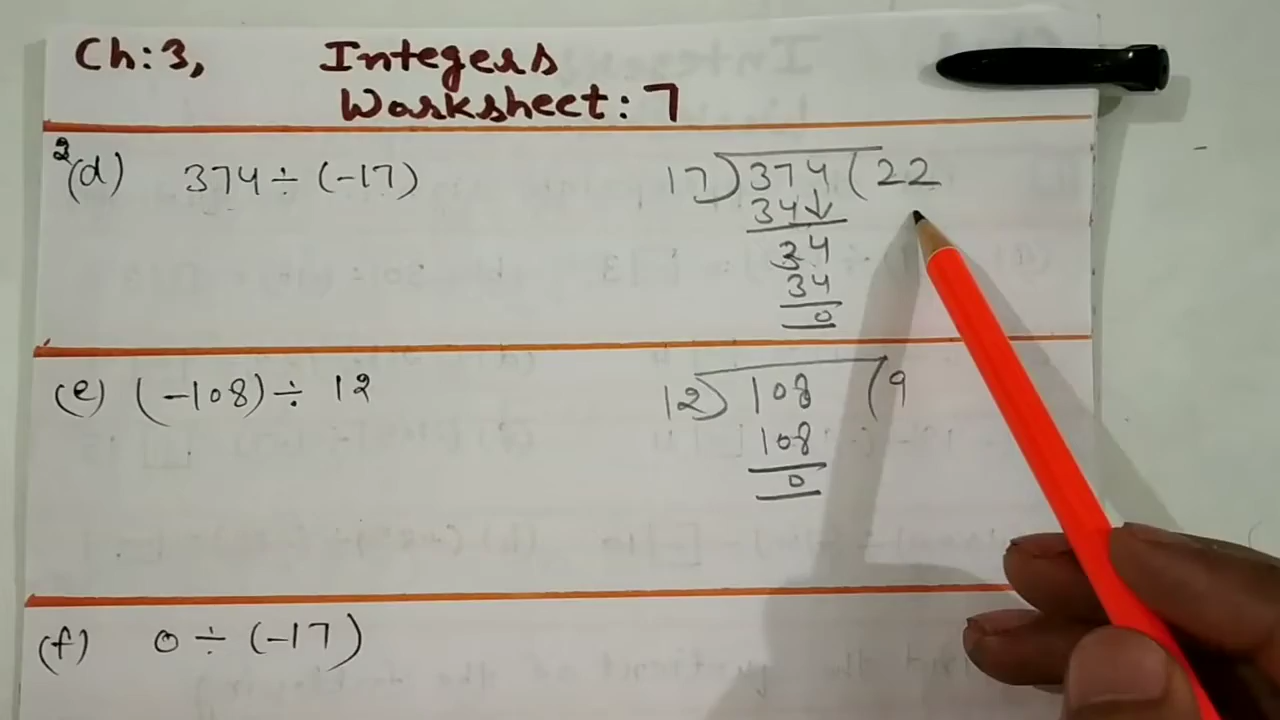 Ch: 3, Integers
Worksheet: 7
2(d) 374 ÷ (-17)
17) 374 (22
34↓
34
34
0
(e) (-108) ÷ 12
12) 108 (9
108
0
(f) 0 ÷ (-17)